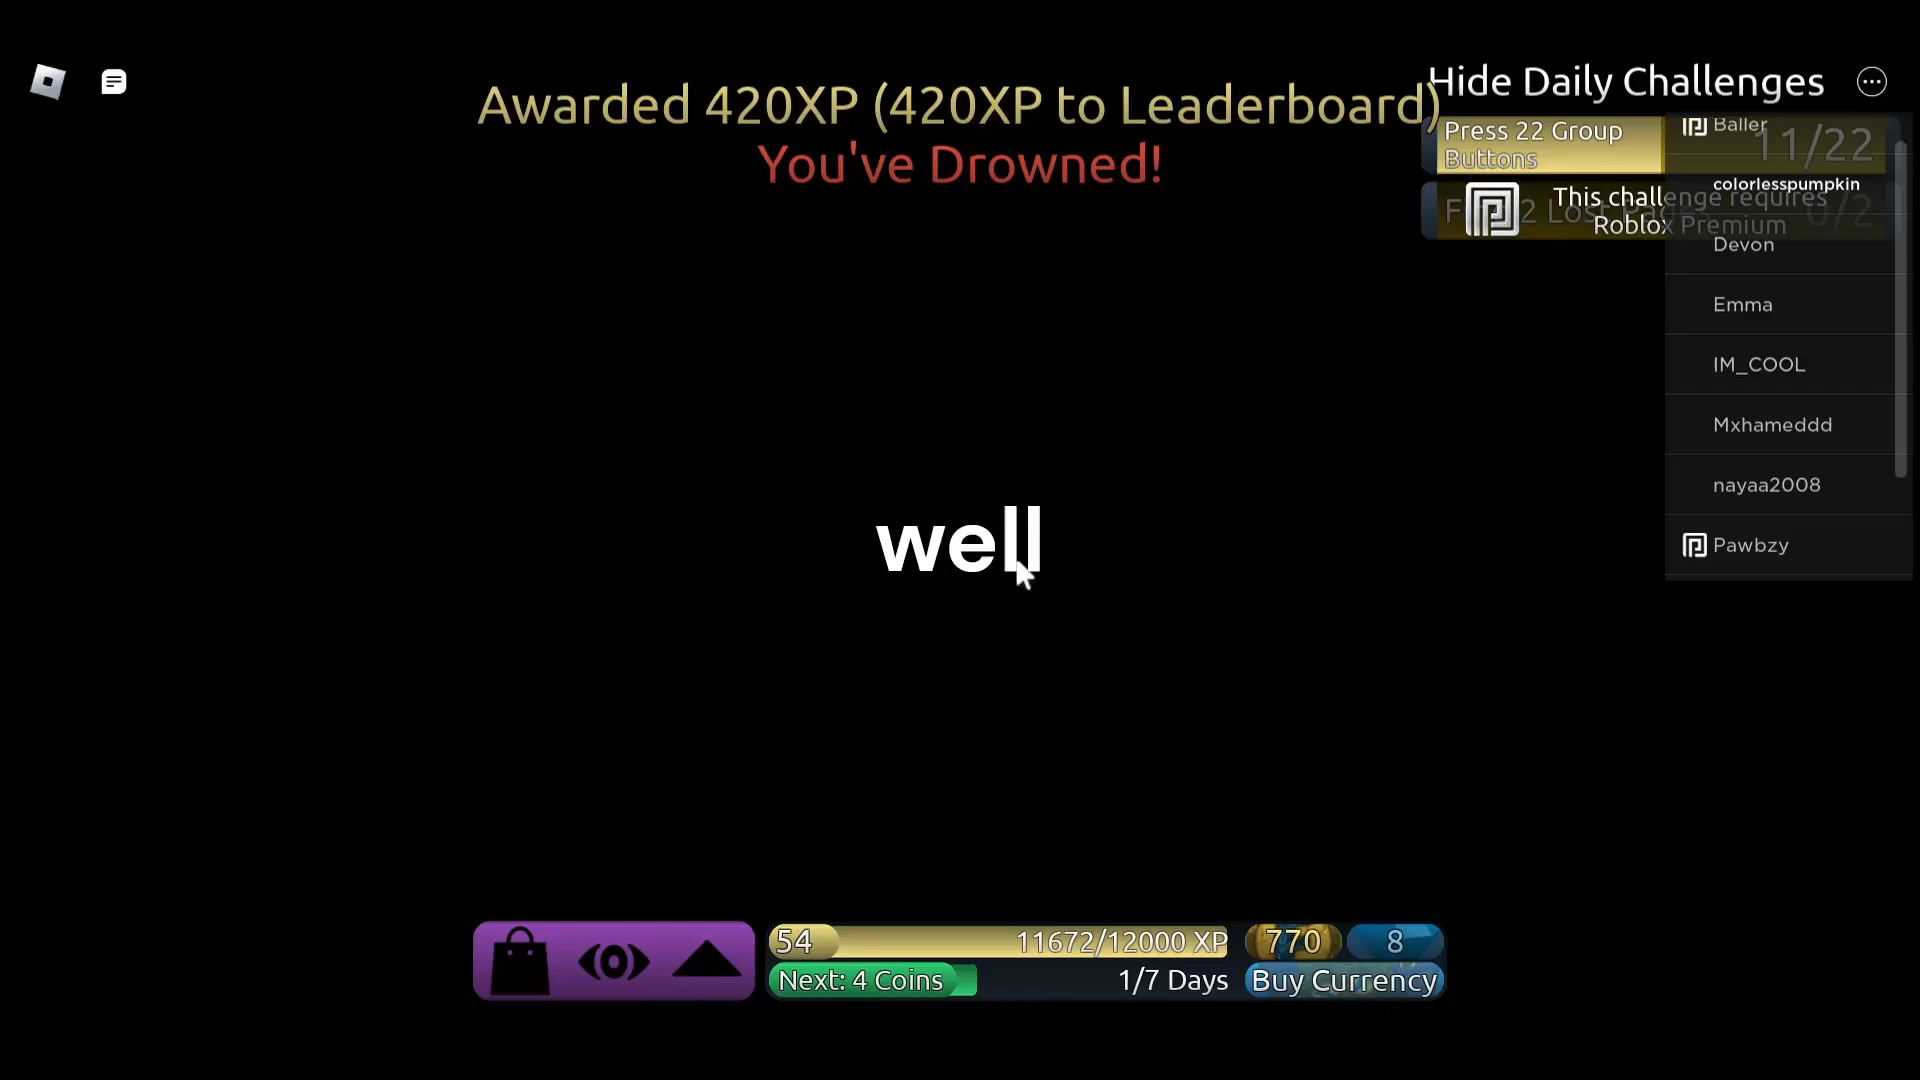 Awarded 420XP (420XP to Leaderboard)
You've Drowned!
Hide Daily Challenges
Press 22 Group
Buttons
11/22
This challenge requires
Roblox Premium
0/2
Baller
colorlesspumpkin
Devon
Emma
IM_COOL
Mxhameddd
nayaa2008
Pawbzy
well
54
11672/12000 XP
770
8
Next: 4 Coins
1/7 Days
Buy Currency